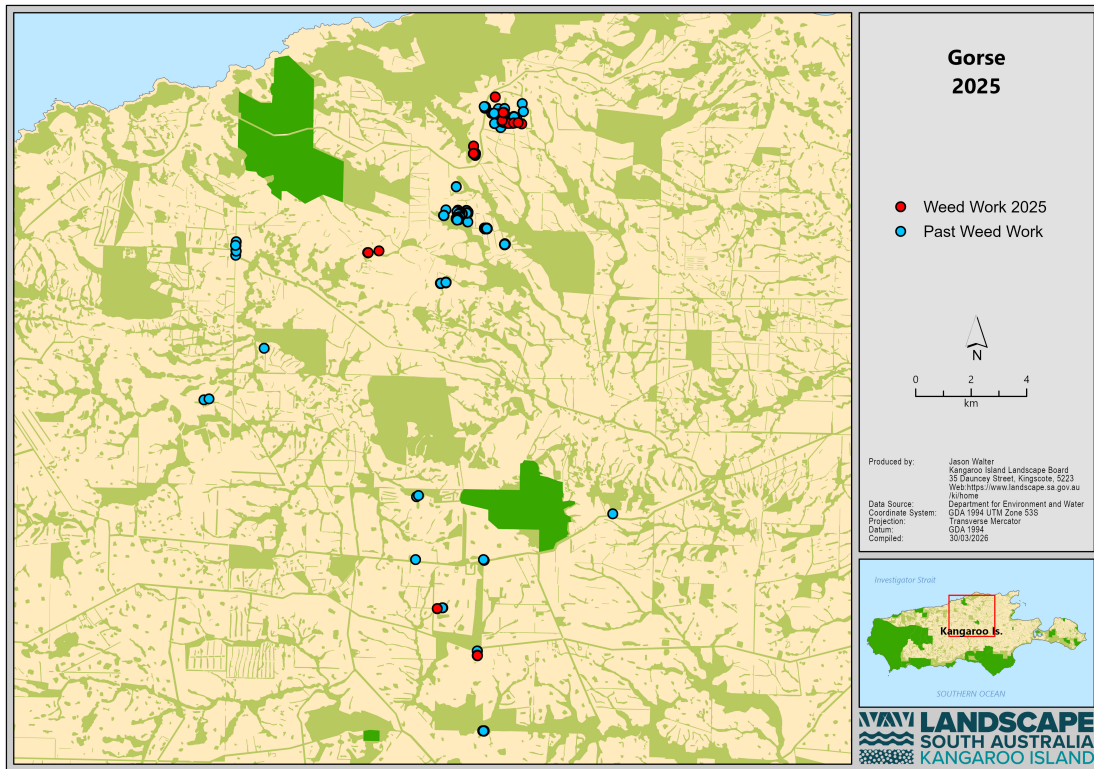 Gorse
2025
Weed Work 2025
Past Weed Work
N
0 2 4
km
Produced by: Jason Walter
Kangaroo Island Landscape Board
35 Dauncey Street, Kingscote, 5223
Web:https://www.landscape.sa.gov.au
/ki/home
Data Source: Department for Environment and Water
Coordinate System: GDA 1994 UTM Zone 53S
Projection: Transverse Mercator
Datum: GDA 1994
Compiled: 30/03/2026
Investigator Strait
Kangaroo Is.
SOUTHERN OCEAN
LANDSCAPE
SOUTH AUSTRALIA
KANGAROO ISLAND